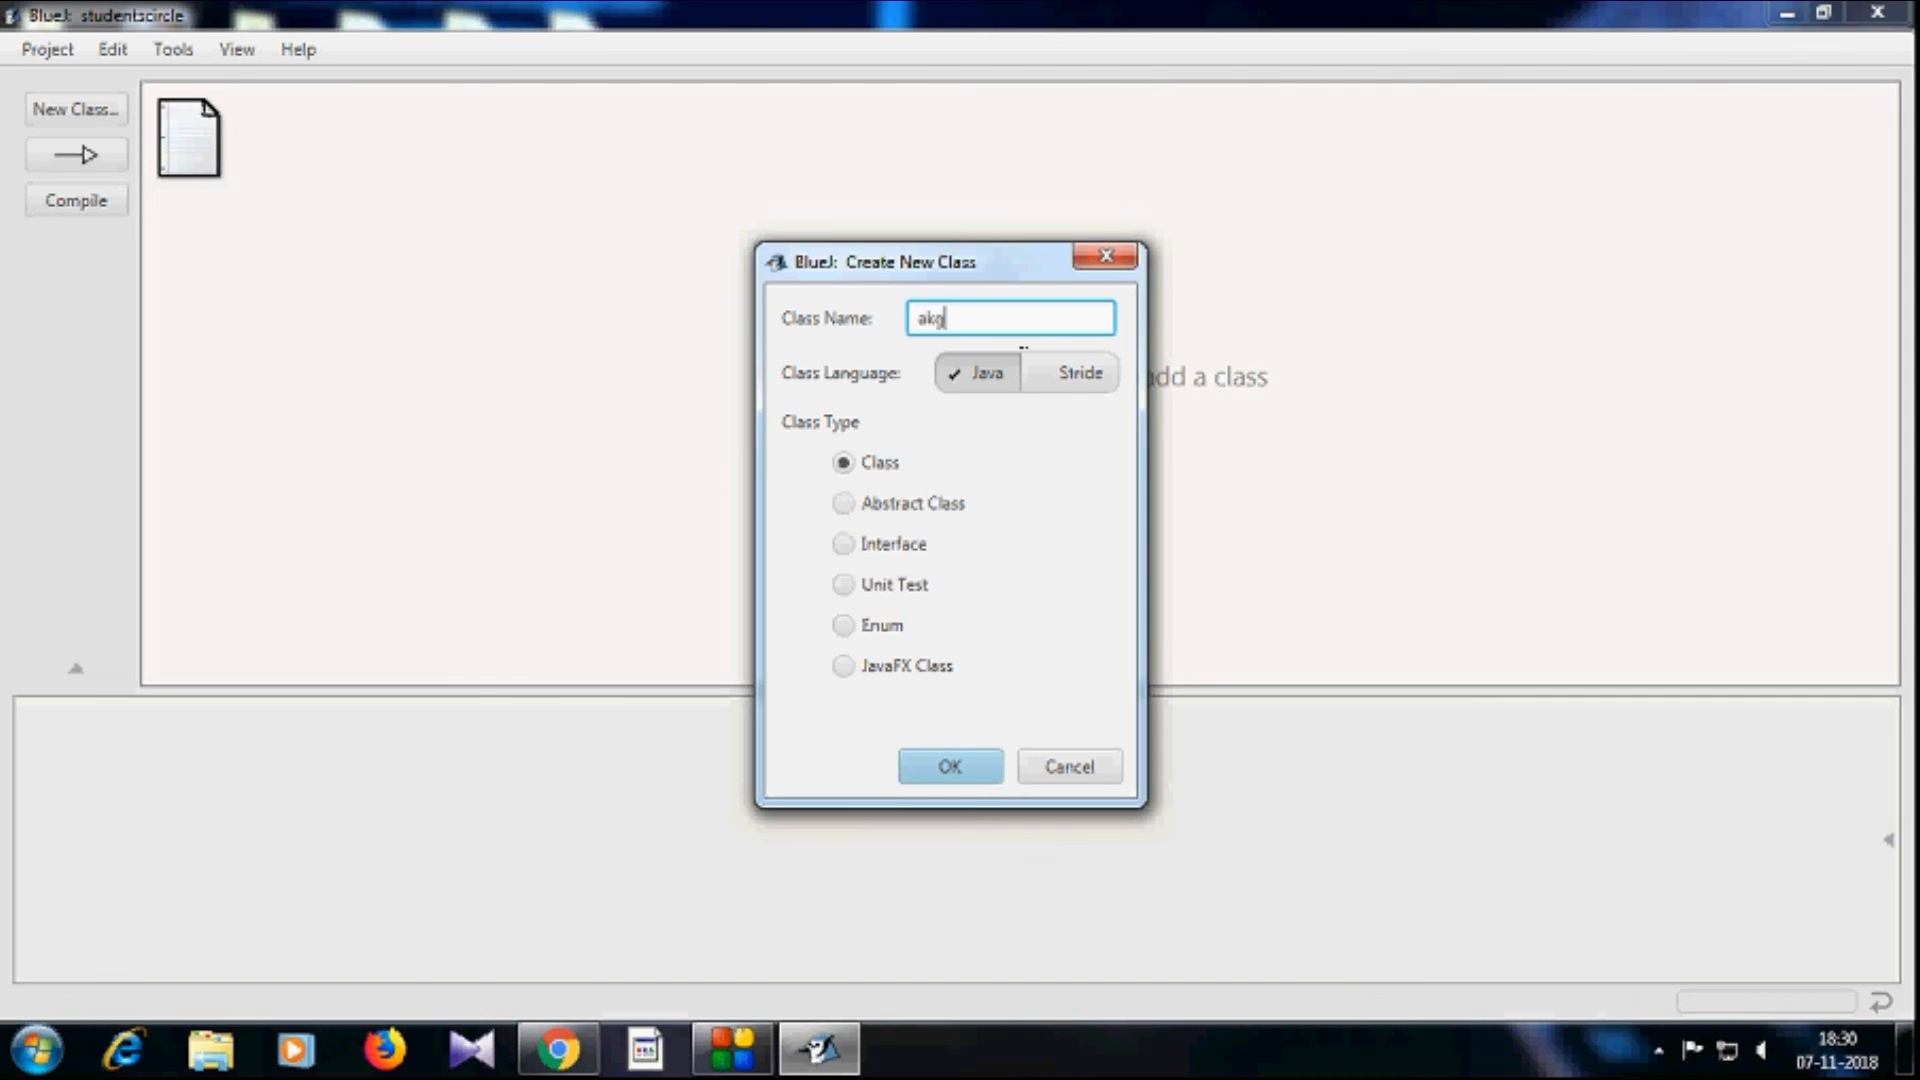 BlueJ: studentscircle
Project Edit Tools View Help
New Class...
Compile
add a class
BlueJ: Create New Class
Class Name: akg
Class Language: ✔ Java Stride
Class Type
Class
Abstract Class
Interface
Unit Test
Enum
JavaFX Class
OK Cancel
18:30
07-11-2018